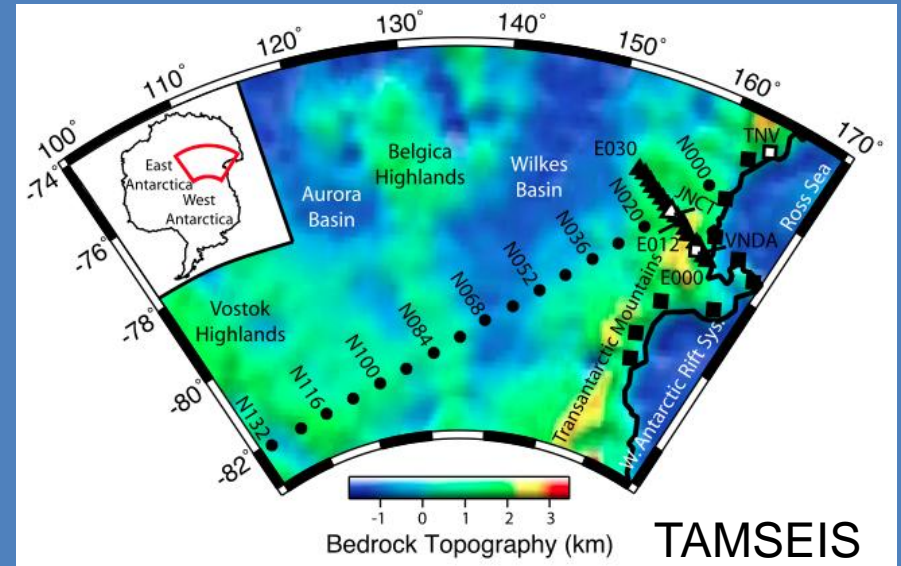 100°
110°
120°
130°
140°
150°
160°
170°
-74°
-76°
-78°
-80°
-82°
East
Antarctica
West
Antarctica
Aurora
Basin
Belgica
Highlands
Wilkes
Basin
Vostok
Highlands
E030
N000
TNV
JNCT
N020
E012
VNDA
E000
Ross Sea
N036
N052
N068
N084
N100
N116
N132
Transantarctic Mountains
W. Antarctic Rift Sys.
-1 0 1 2 3
Bedrock Topography (km)
TAMSEIS